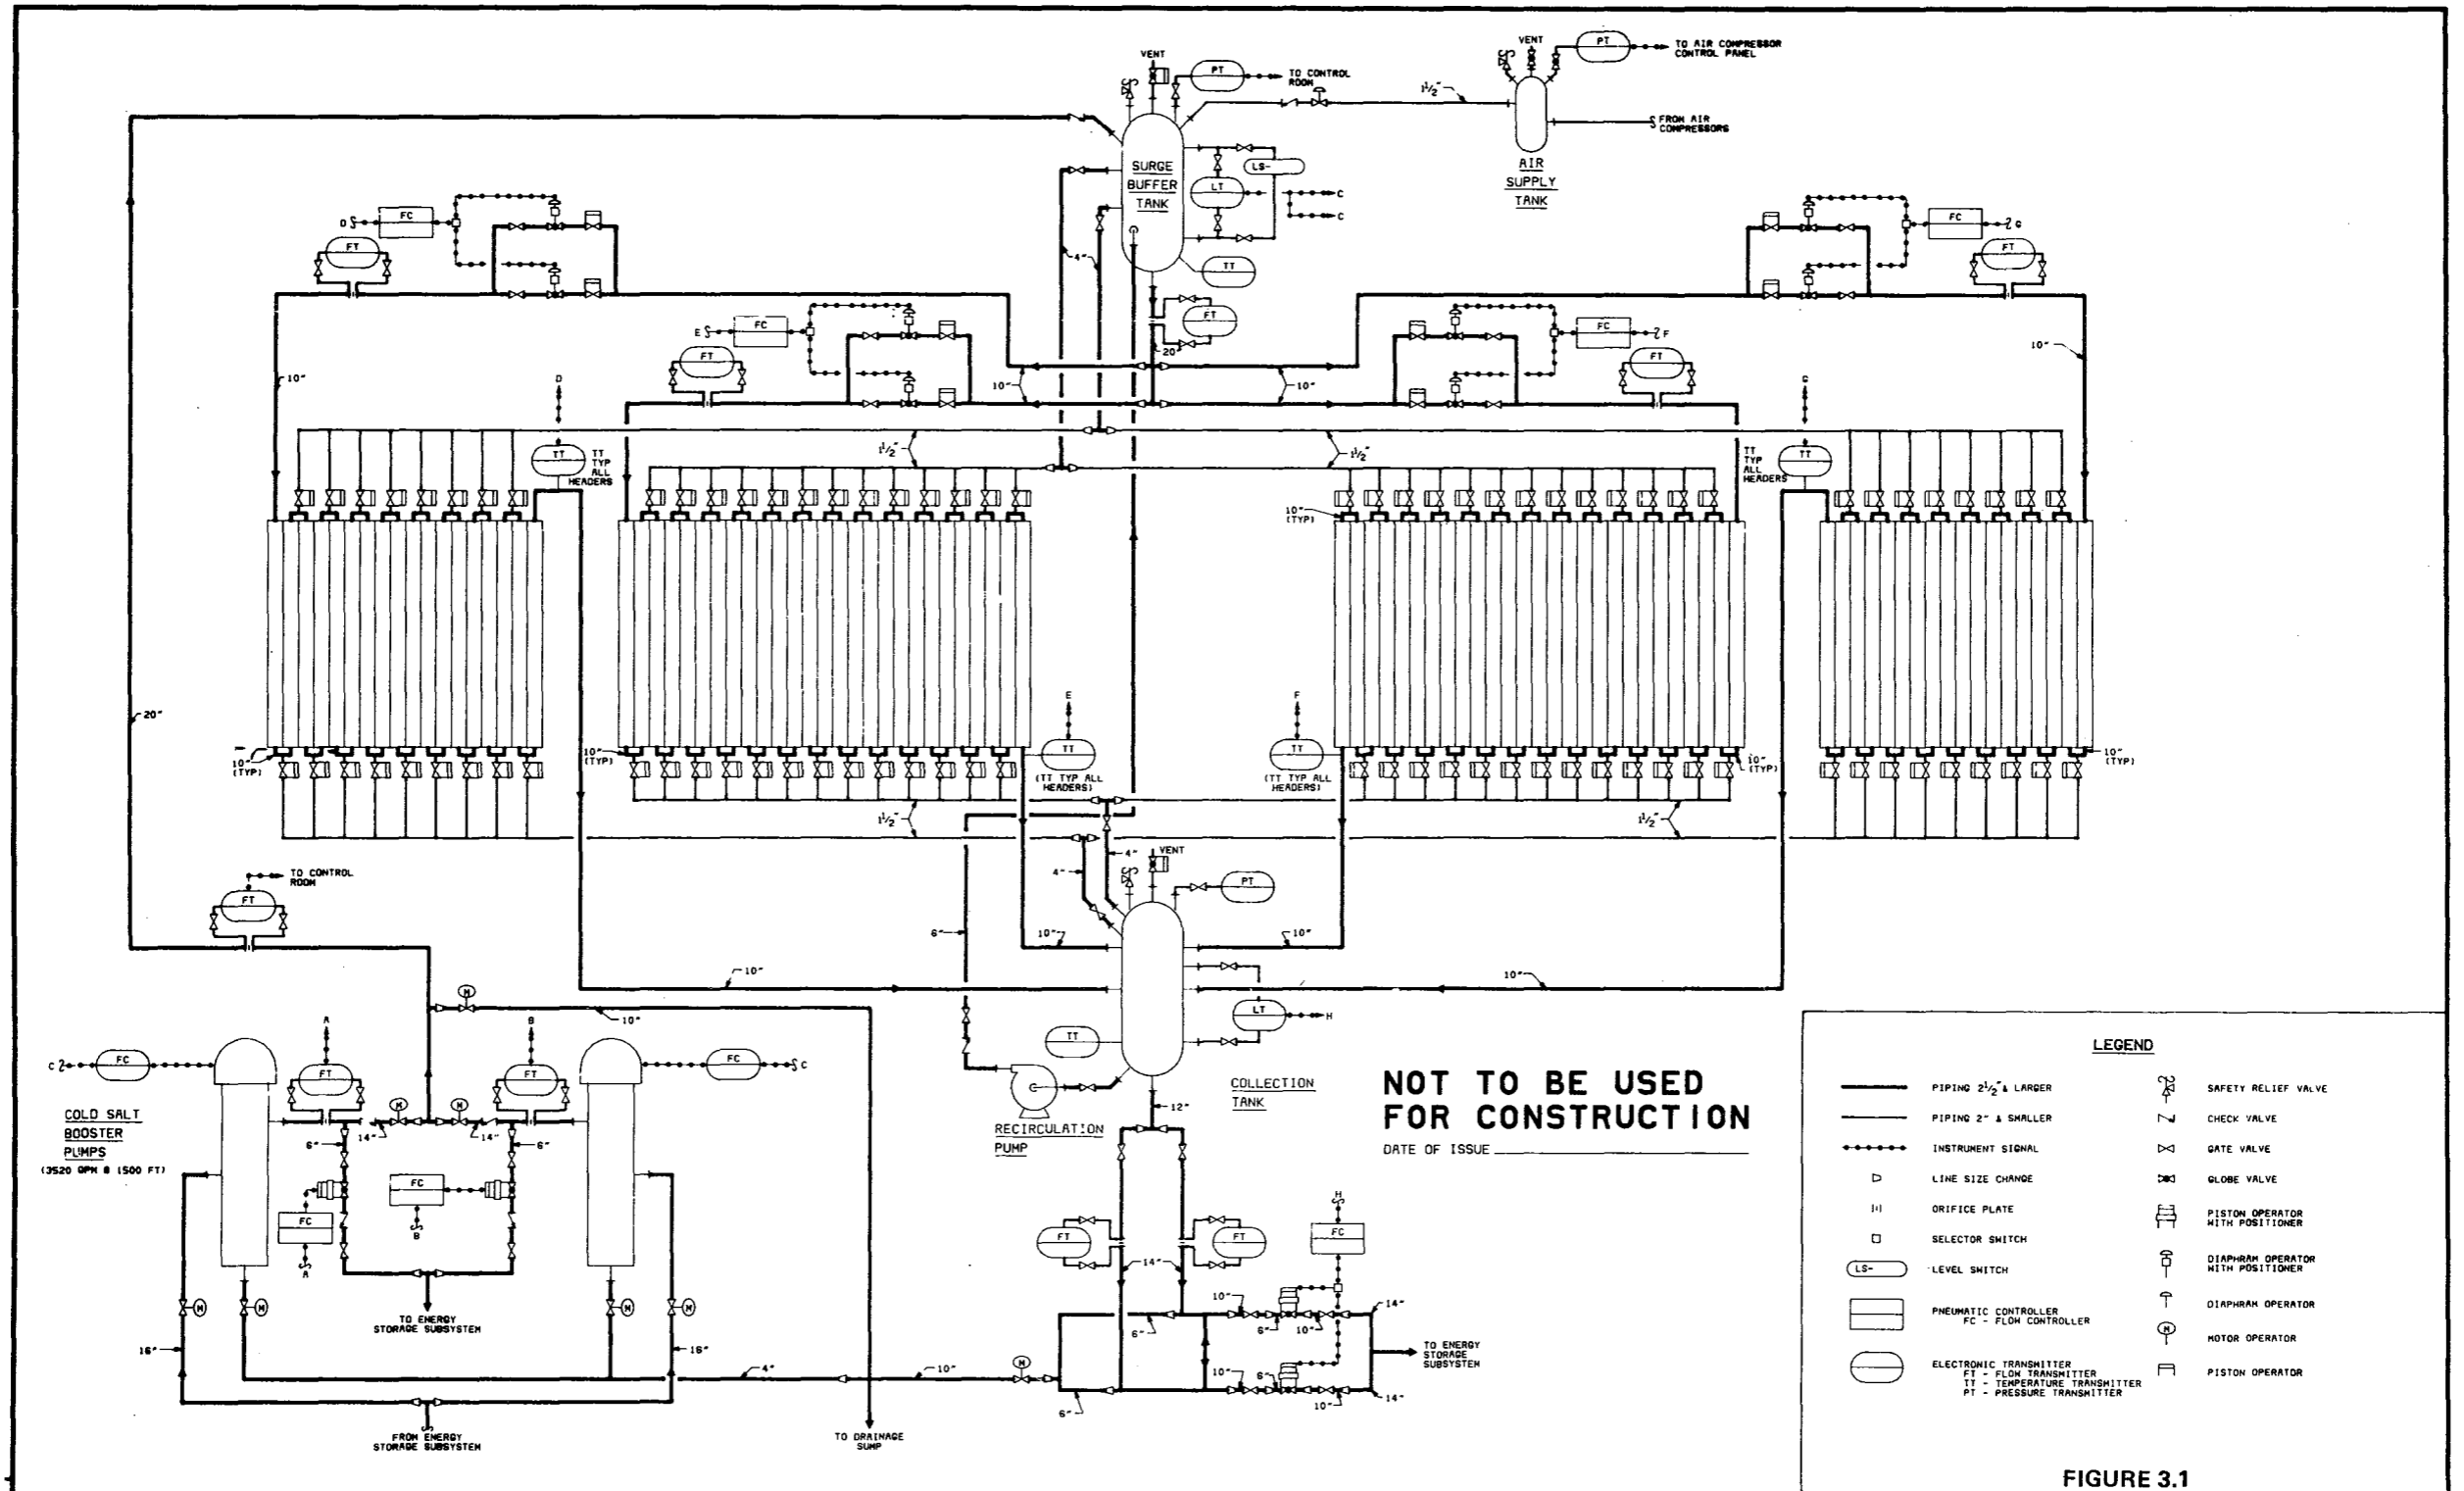 VENT
PT
TO CONTROL
ROOM
VENT
PT
TO AIR COMPRESSOR
CONTROL PANEL
1½"
FROM AIR
COMPRESSORS
AIR
SUPPLY
TANK
SURGE
BUFFER
TANK
LS-
LT
C
C
TT
4"
FT
20"
D
FC
FT
E
FC
FT
FC
F
FT
FC
G
FT
10"
10"
10"
10"
D
TT
TT
TYP
ALL
HEADERS
1½"
1½"
G
TT
TT
TYP
ALL
HEADERS
10"
(TYP)
20"
10"
(TYP)
10"
(TYP)
E
TT
(TT TYP ALL
HEADERS)
F
TT
(TT TYP ALL
HEADERS)
10"
(TYP)
10"
(TYP)
1½"
1½"
4"
4"
VENT
PT
6"
10"
10"
10"
10"
TO CONTROL
ROOM
FT
M
10"
LT
H
TT
COLLECTION
TANK
RECIRCULATION
PUMP
12"
C
FC
A
FT
B
FT
FC
C
COLD SALT
BOOSTER
PUMPS
(3520 GPM @ 1500 FT)
M
M
14"
14"
6"
6"
FC
A
FC
B
M
M
M
M
TO ENERGY
STORAGE SUBSYSTEM
16"
16"
FROM ENERGY
STORAGE SUBSYSTEM
4"
10"
M
TO DRAINAGE
SUMP
FT
FT
14"
H
FC
6"
10"
6"
10"
14"
6"
10"
6"
10"
14"
TO ENERGY
STORAGE
SUBSYSTEM
NOT TO BE USED
FOR CONSTRUCTION
DATE OF ISSUE
LEGEND
PIPING 2½" & LARGER
PIPING 2" & SMALLER
INSTRUMENT SIGNAL
LINE SIZE CHANGE
ORIFICE PLATE
SELECTOR SWITCH
LS-
LEVEL SWITCH
PNEUMATIC CONTROLLER
FC - FLOW CONTROLLER
ELECTRONIC TRANSMITTER
FT - FLOW TRANSMITTER
TT - TEMPERATURE TRANSMITTER
PT - PRESSURE TRANSMITTER
SAFETY RELIEF VALVE
CHECK VALVE
GATE VALVE
GLOBE VALVE
PISTON OPERATOR
WITH POSITIONER
DIAPHRAM OPERATOR
WITH POSITIONER
DIAPHRAM OPERATOR
M
MOTOR OPERATOR
PISTON OPERATOR
FIGURE 3.1